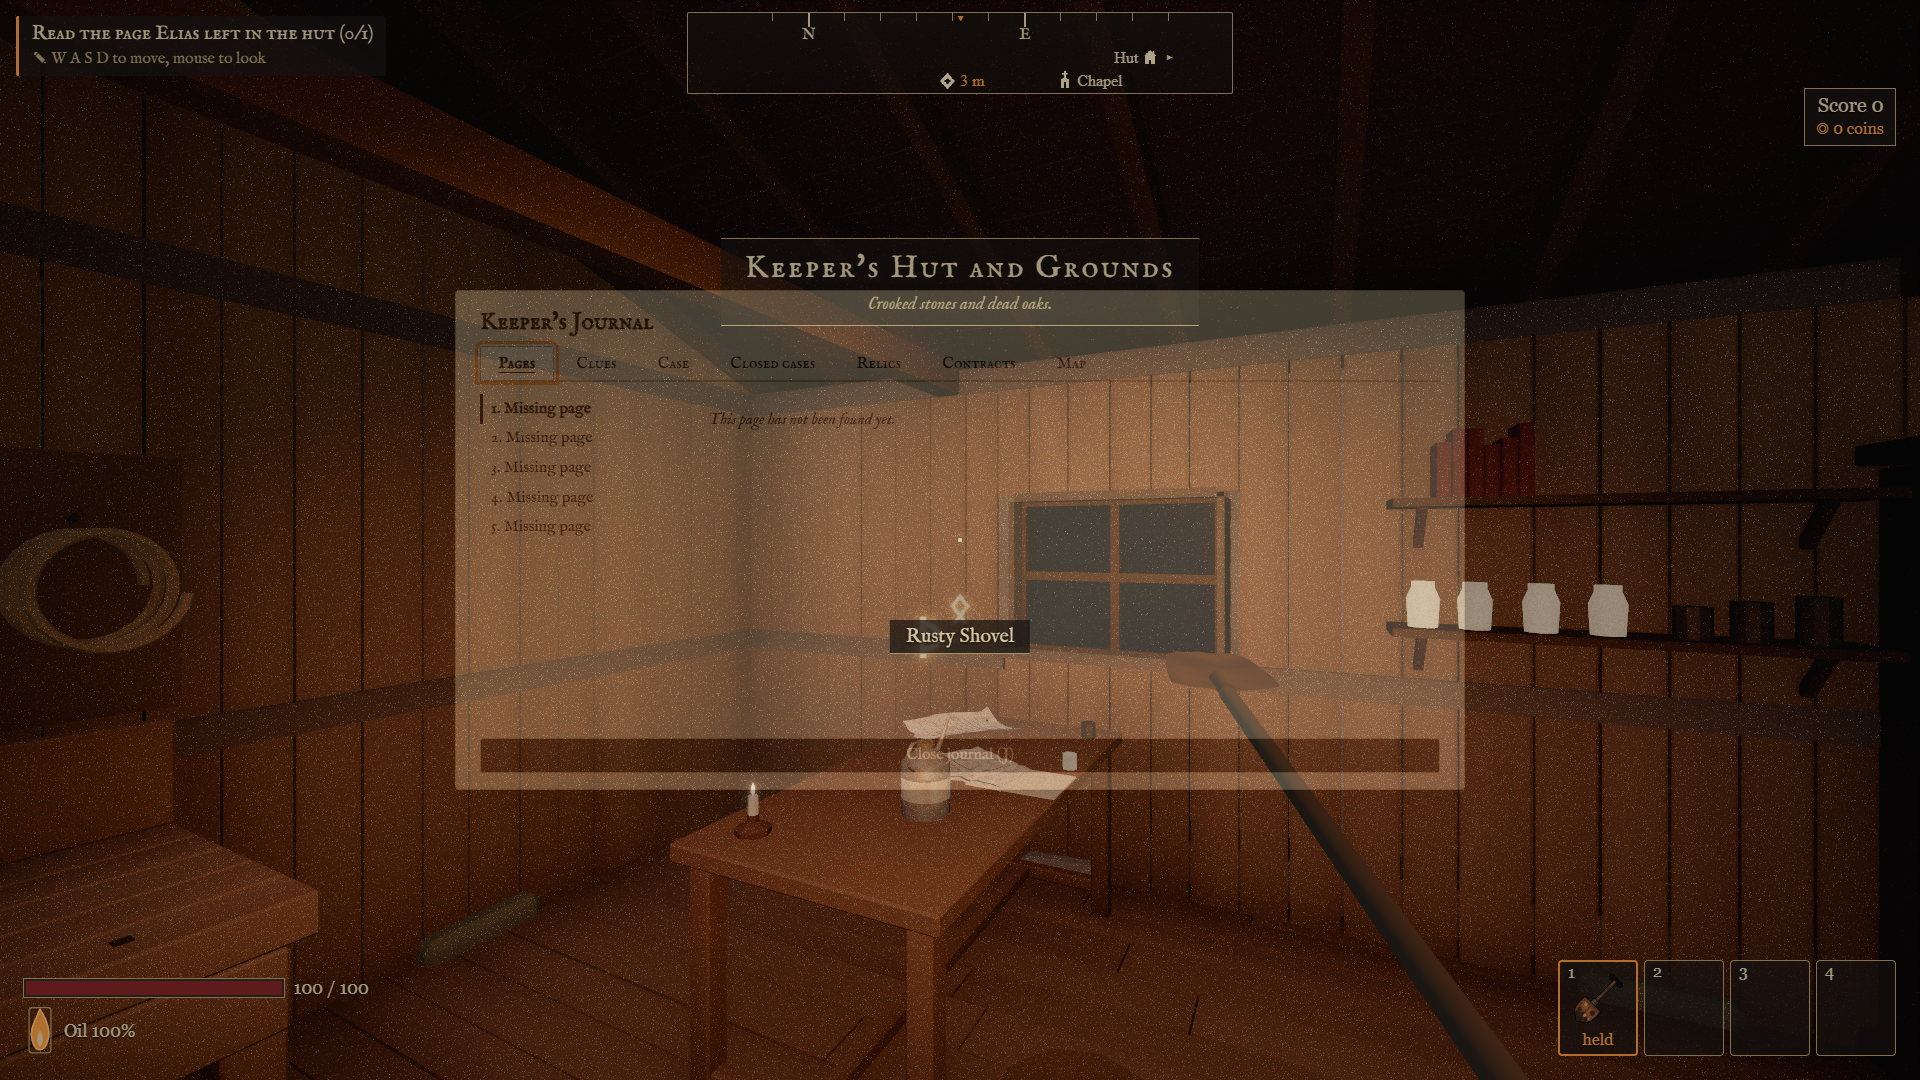 Read the page Elias left in the hut (0/1)
W A S D to move, mouse to look
N
E
Hut
3 m
Chapel
Score 0
0 coins
Keeper's Hut and Grounds
Crooked stones and dead oaks.
Keeper's Journal
Pages
Clues
Case
Closed cases
Relics
Contracts
Map
1. Missing page
2. Missing page
3. Missing page
4. Missing page
5. Missing page
This page has not been found yet.
Rusty Shovel
Close journal (J)
100 / 100
Oil 100%
1
held
2
3
4